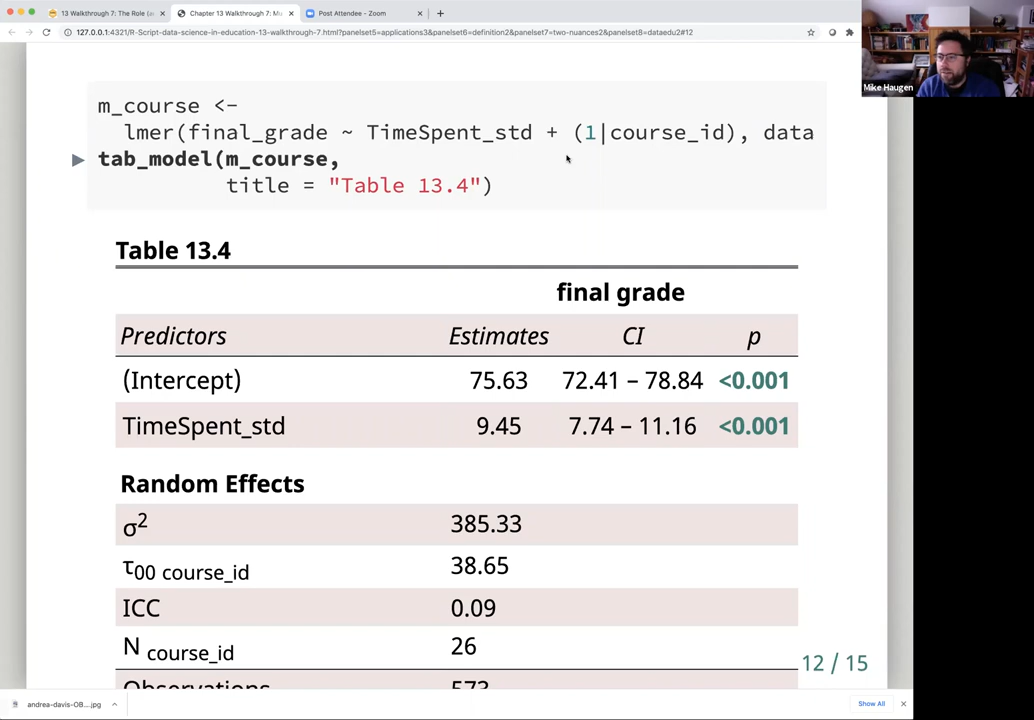 13 Walkthrough 7: The Role (a
Chapter 13 Walkthrough 7: Mu
Post Attendee - Zoom
127.0.0.1:4321/R-Script-data-science-in-education-13-walkthrough-7.html?panelset5=applications3&panelset6=definition2&panelset7=two-nuances2&panelset8=dataedu2#12
Mike Haugen
m_course <-
lmer(final_grade ~ TimeSpent_std + (1|course_id), data
tab_model(m_course,
title = "Table 13.4")
Table 13.4
final grade
Predictors Estimates CI p
(Intercept) 75.63 72.41 – 78.84 <0.001
TimeSpent_std 9.45 7.74 – 11.16 <0.001
Random Effects
σ2 385.33
τ00 course_id 38.65
ICC 0.09
N course_id 26
Observations 573
12 / 15
andrea-davis-OB....jpg
Show All